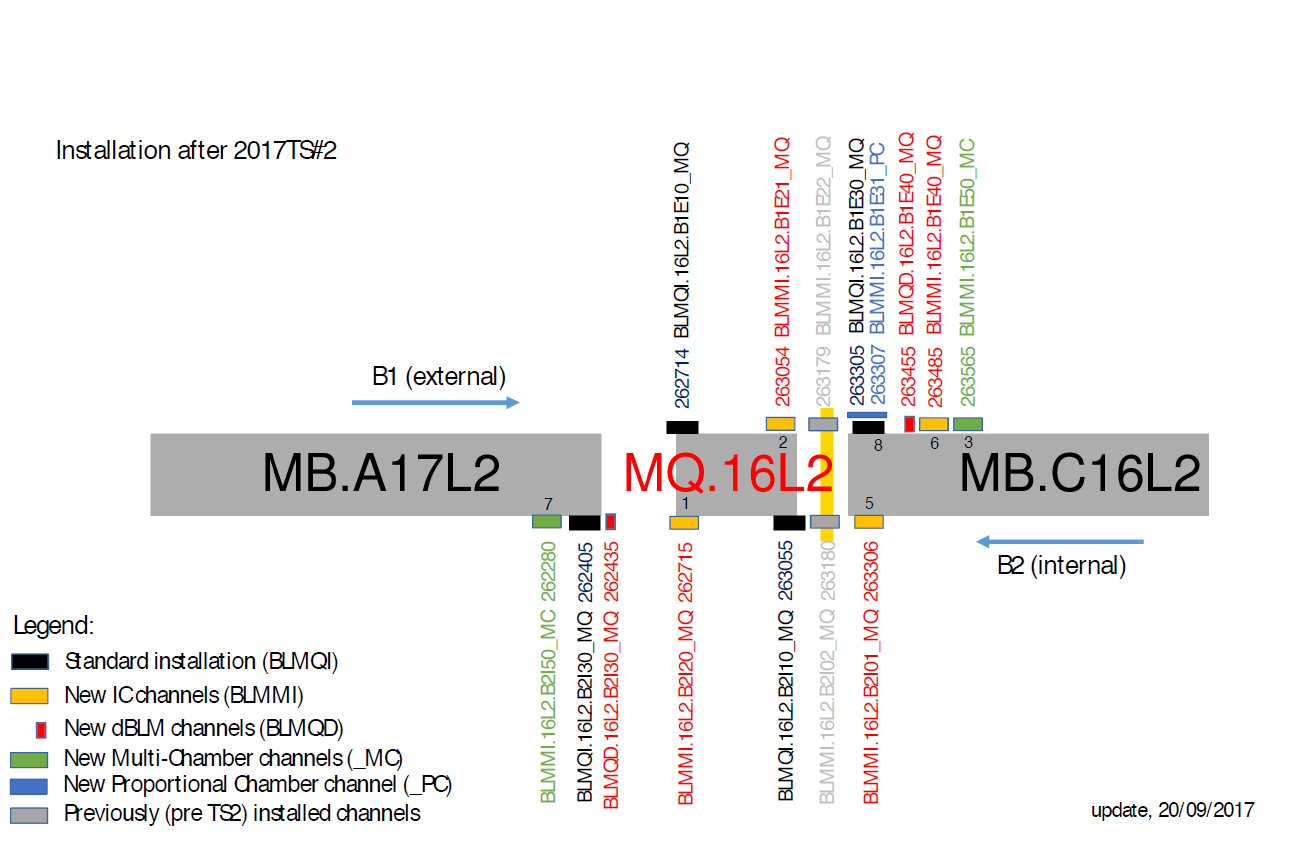 Installation after 2017TS#2
262714 BLMQI.16L2.B1E10_MQ
263054 BLMMI.16L2.B1E21_MQ
263179 BLMMI.16L2.B1E22_MQ
263305 BLMQI.16L2.B1E30_MQ
263307 BLMMI.16L2.B1E31_PC
263455 BLMQD.16L2.B1E40_MQ
263485 BLMMI.16L2.B1E40_MQ
263565 BLMMI.16L2.B1E50_MC
B1 (external)
2
8
6
3
MB.A17L2
MQ.16L2
MB.C16L2
7
1
5
BLMMI.16L2.B2I50_MC 262280
BLMQI.16L2.B2I30_MQ 262405
BLMQD.16L2.B2I30_MQ 262435
BLMMI.16L2.B2I20_MQ 262715
BLMQI.16L2.B2I10_MQ 263055
BLMMI.16L2.B2I02_MQ 263180
BLMMI.16L2.B2I01_MQ 263306
B2 (internal)
Legend:
Standard installation (BLMQI)
New IC channels (BLMMI)
New dBLM channels (BLMQD)
New Multi-Chamber channels (_MC)
New Proportional Chamber channel (_PC)
Previously (pre TS2) installed channels
update, 20/09/2017